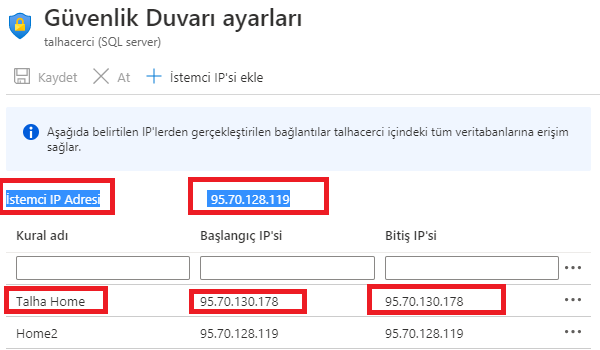 Güvenlik Duvarı ayarları
talhacerci (SQL server)
Kaydet At İstemci IP'si ekle
Aşağıda belirtilen IP'lerden gerçekleştirilen bağlantılar talhacerci içindeki tüm veritabanlarına erişim
sağlar.
İstemci IP Adresi 95.70.128.119
Kural adı Başlangıç IP'si Bitiş IP'si
Talha Home 95.70.130.178 95.70.130.178
Home2 95.70.128.119 95.70.128.119